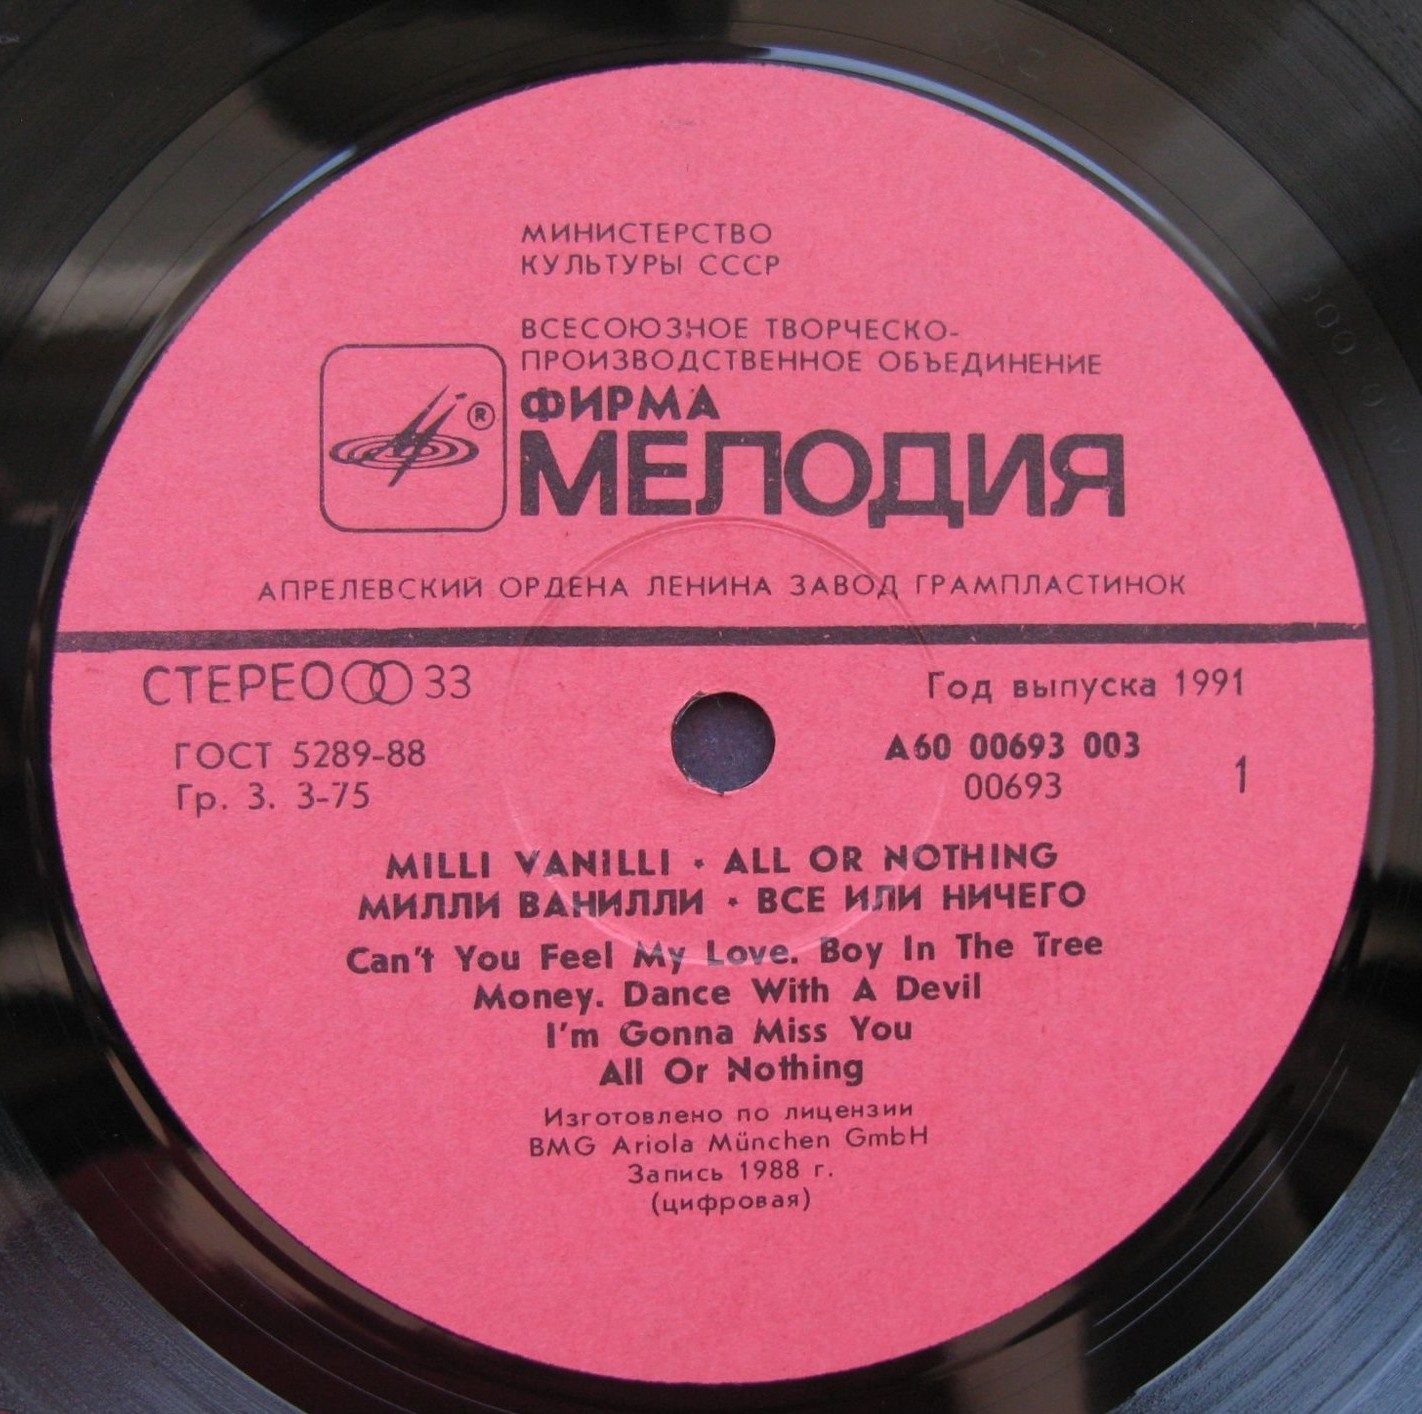 МИНИСТЕРСТВО
КУЛЬТУРЫ СССР
ВСЕСОЮЗНОЕ ТВОРЧЕСКО-
ПРОИЗВОДСТВЕННОЕ ОБЪЕДИНЕНИЕ
ФИРМА
®
МЕЛОДИЯ
АПРЕЛЕВСКИЙ ОРДЕНА ЛЕНИНА ЗАВОД ГРАМПЛАСТИНОК
СТЕРЕО 33
Год выпуска 1991
ГОСТ 5289-88
А60 00693 003
Гр. 3. 3-75
00693
1
MILLI VANILLI · ALL OR NOTHING
МИЛЛИ ВАНИЛЛИ · ВСЕ ИЛИ НИЧЕГО
Can't You Feel My Love. Boy In The Tree
Money. Dance With A Devil
I'm Gonna Miss You
All Or Nothing
Изготовлено по лицензии
BMG Ariola München GmbH
Запись 1988 г.
(цифровая)